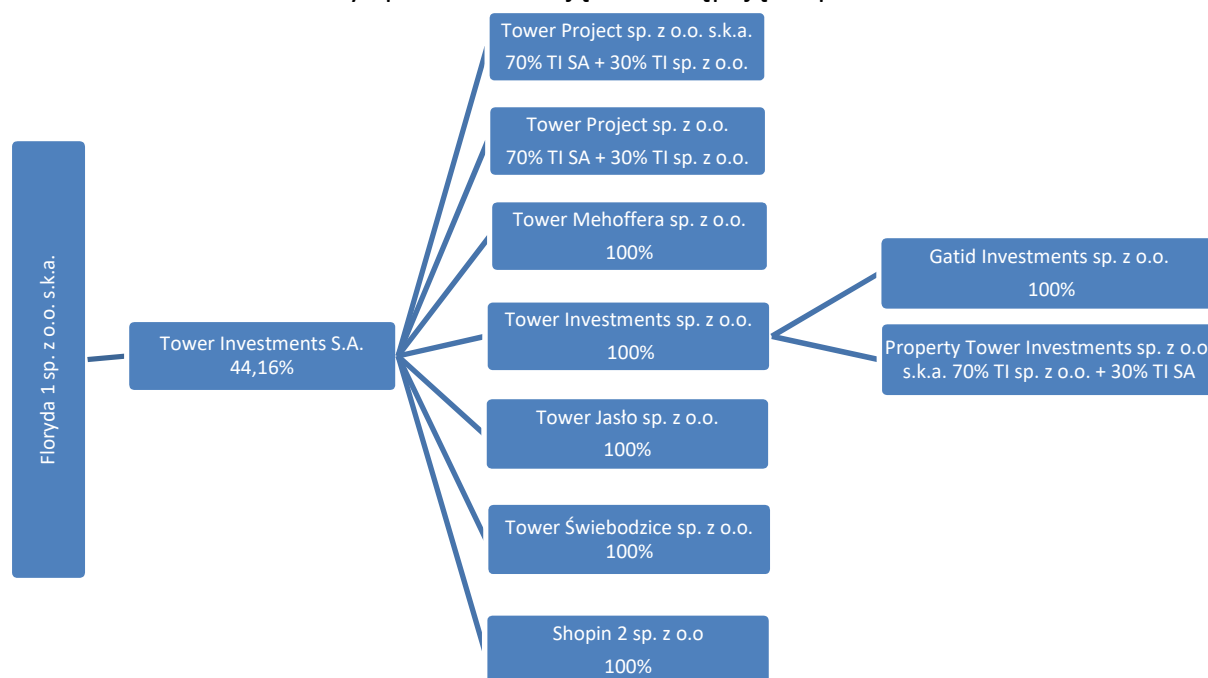 Floryda 1 sp. z o.o. s.k.a.
Tower Investments S.A.
44,16%
Tower Project sp. z o.o. s.k.a.
70% TI SA + 30% TI sp. z o.o.
Tower Project sp. z o.o.
70% TI SA + 30% TI sp. z o.o.
Tower Mehoffera sp. z o.o.
100%
Tower Investments sp. z o.o.
100%
Tower Jasło sp. z o.o.
100%
Tower Świebodzice sp. z o.o.
100%
Shopin 2 sp. z o.o
100%
Gatid Investments sp. z o.o.
100%
Property Tower Investments sp. z o.o
s.k.a. 70% TI sp. z o.o. + 30% TI SA